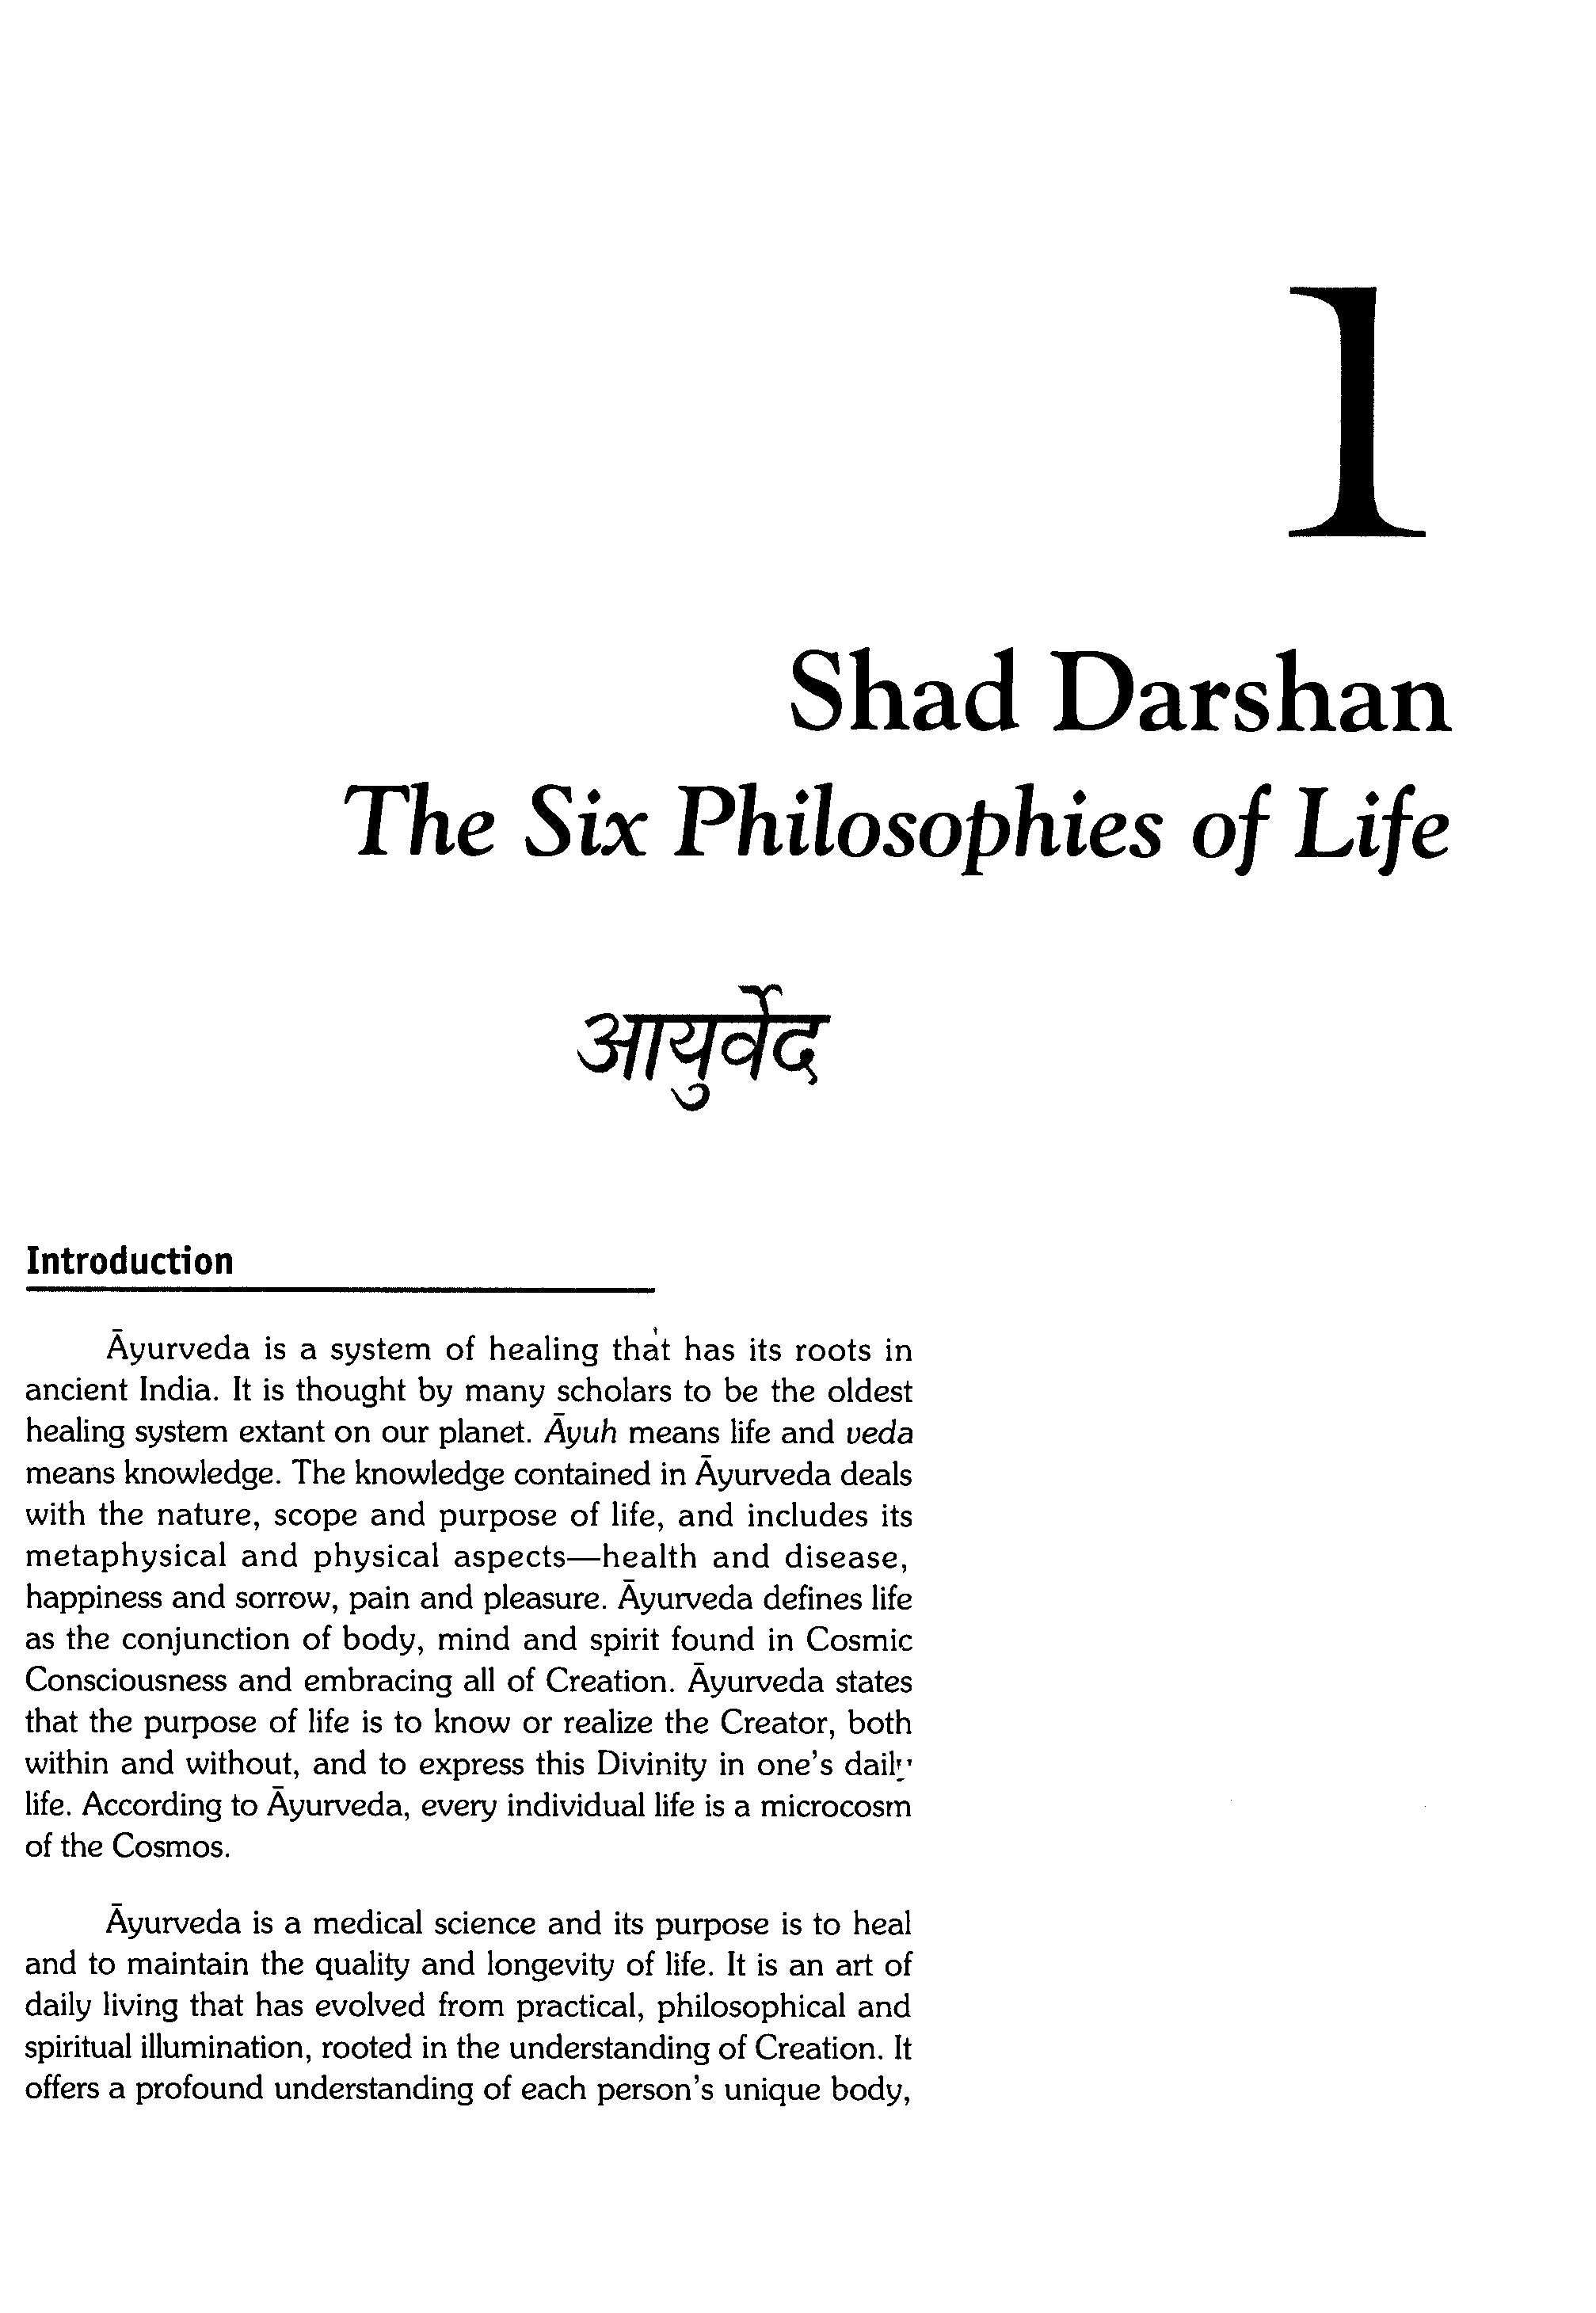 1
Shad Darshan
The Six Philosophies of Life
आयुर्वेद
Introduction
Āyurveda is a system of healing that has its roots in
ancient India. It is thought by many scholars to be the oldest
healing system extant on our planet. Āyuh means life and veda
means knowledge. The knowledge contained in Āyurveda deals
with the nature, scope and purpose of life, and includes its
metaphysical and physical aspects—health and disease,
happiness and sorrow, pain and pleasure. Āyurveda defines life
as the conjunction of body, mind and spirit found in Cosmic
Consciousness and embracing all of Creation. Āyurveda states
that the purpose of life is to know or realize the Creator, both
within and without, and to express this Divinity in one's daily
life. According to Āyurveda, every individual life is a microcosm
of the Cosmos.
Āyurveda is a medical science and its purpose is to heal
and to maintain the quality and longevity of life. It is an art of
daily living that has evolved from practical, philosophical and
spiritual illumination, rooted in the understanding of Creation. It
offers a profound understanding of each person's unique body,